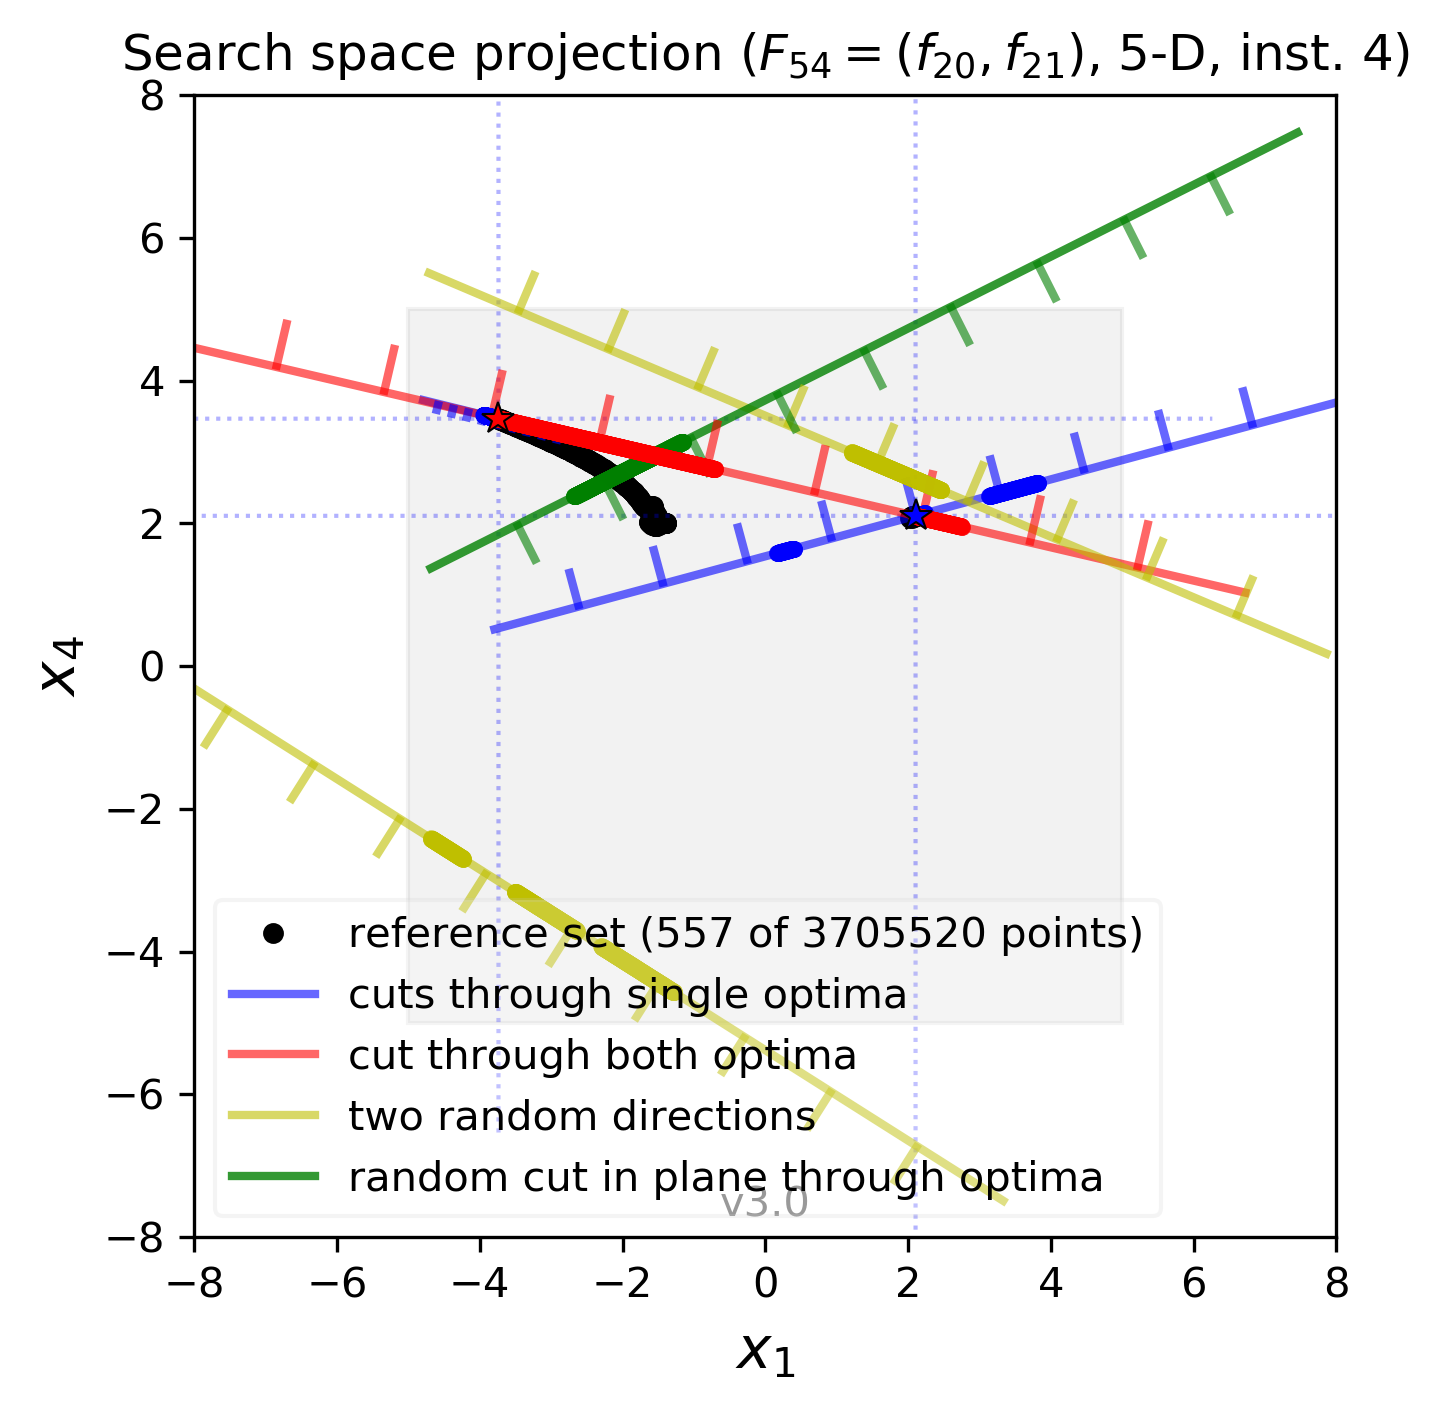 Search space projection (F₅₄ = (f₂₀, f₂₁), 5-D, inst. 4)
8
6
4
2
0
−2
−4
−6
−8
x₄
reference set (557 of 3705520 points)
cuts through single optima
cut through both optima
two random directions
random cut in plane through optima
v3.0
−8 −6 −4 −2 0 2 4 6 8
x₁